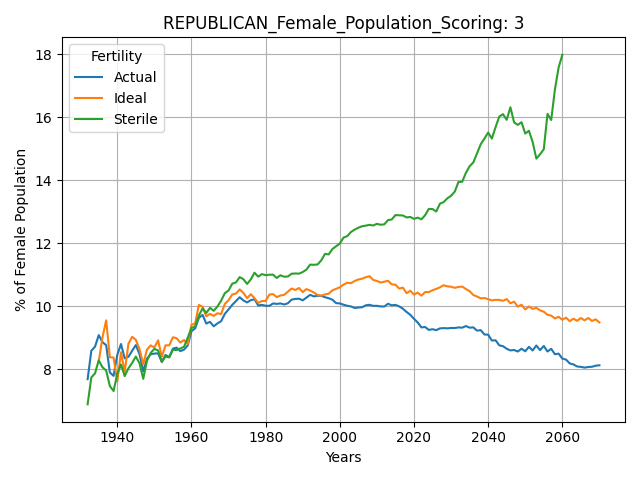 REPUBLICAN_Female_Population_Scoring: 3
Fertility
Actual
Ideal
Sterile
18
16
14
12
10
8
% of Female Population
1940
1960
1980
2000
2020
2040
2060
Years